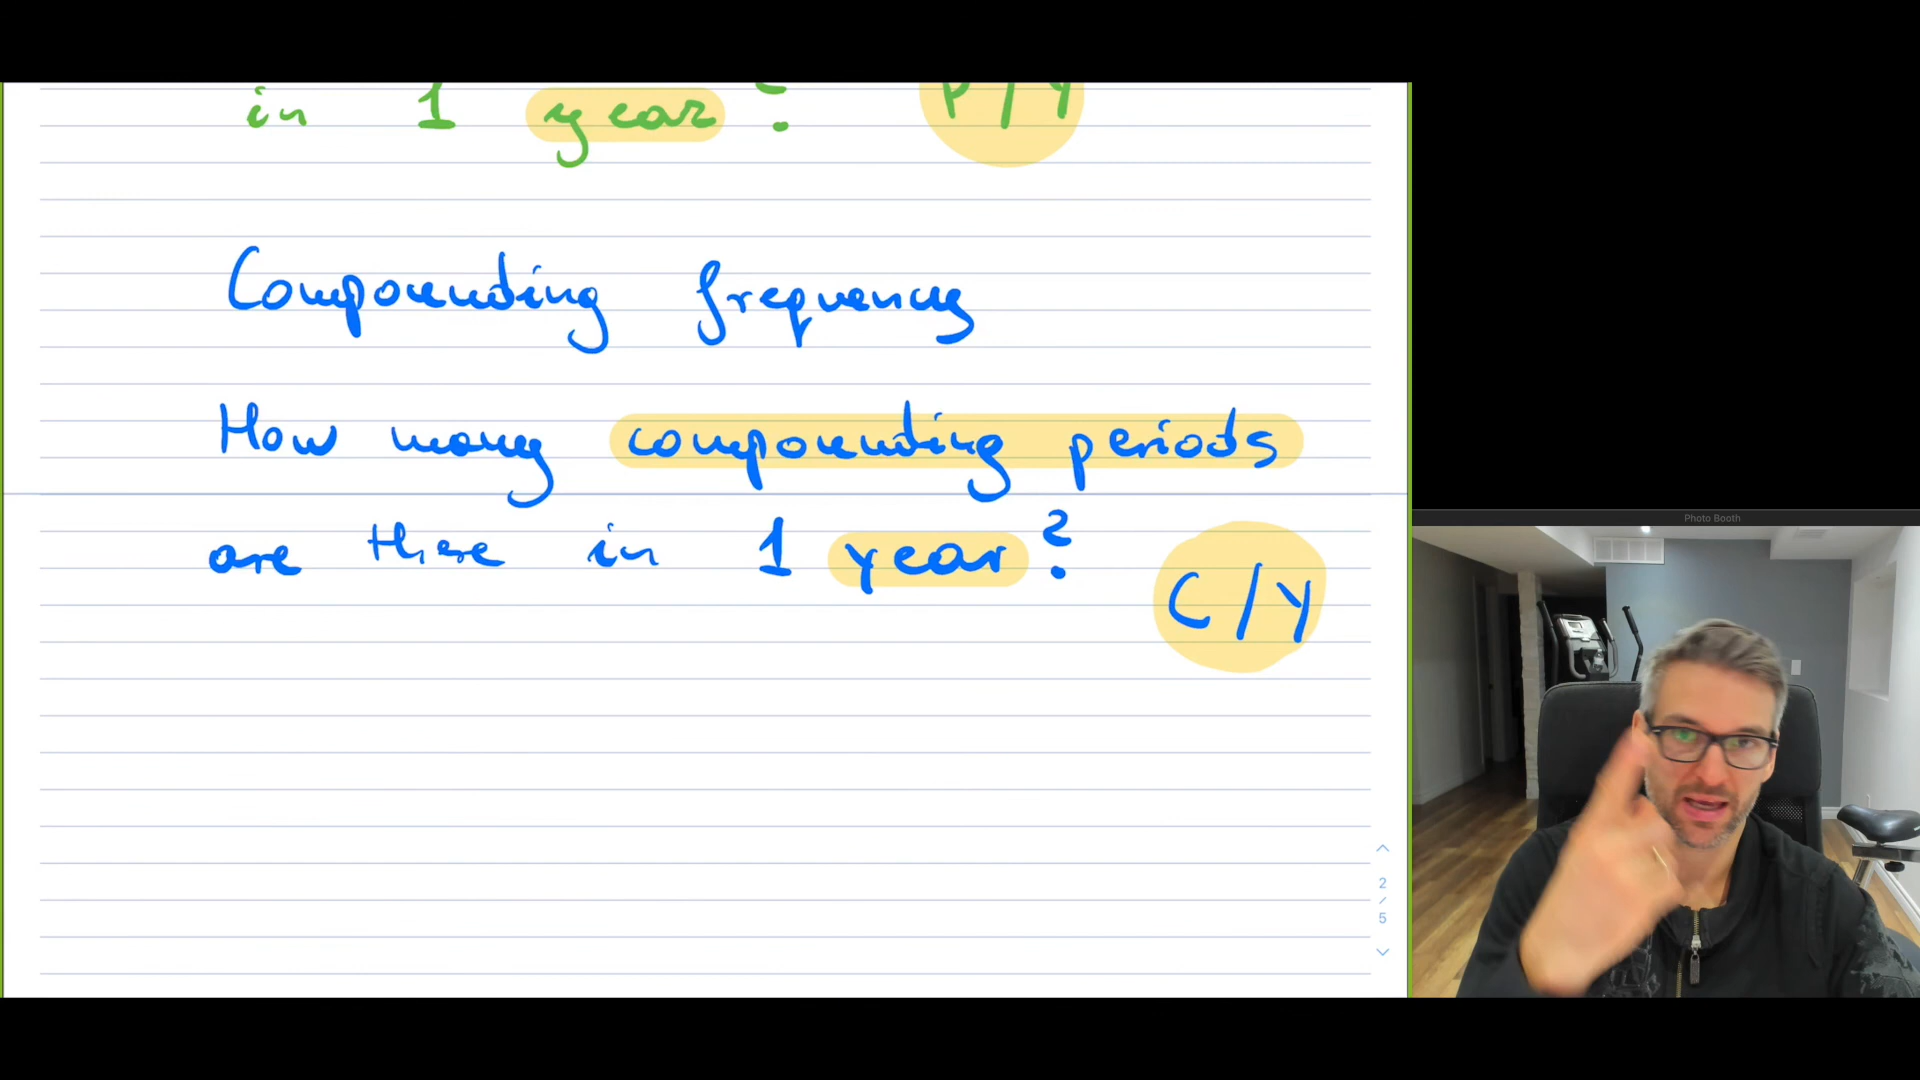 in 1 year? P/Y
Compounding frequency
How many compounding periods
are there in 1 year?
C/Y
Photo Booth
2
/
5